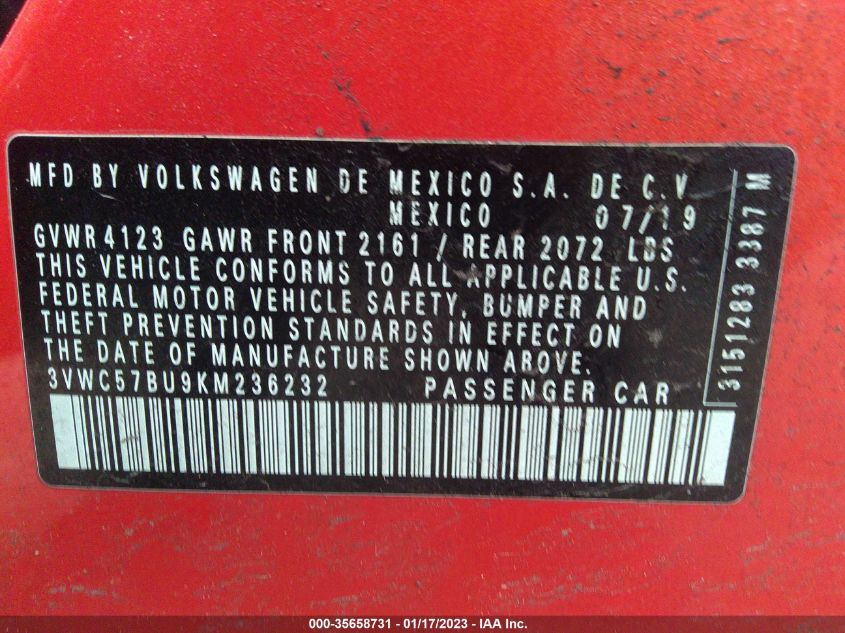 MFD BY VOLKSWAGEN DE MEXICO S.A. DE C.V
MEXICO 07/19
GVWR 4123 GAWR FRONT 2161 / REAR 2072 LBS
THIS VEHICLE CONFORMS TO ALL APPLICABLE U.S.
FEDERAL MOTOR VEHICLE SAFETY, BUMPER AND
THEFT PREVENTION STANDARDS IN EFFECT ON
THE DATE OF MANUFACTURE SHOWN ABOVE.
3VWC57BU9KM236232 PASSENGER CAR
3151283 3387 M
000-35658731 - 01/17/2023 - IAA Inc.